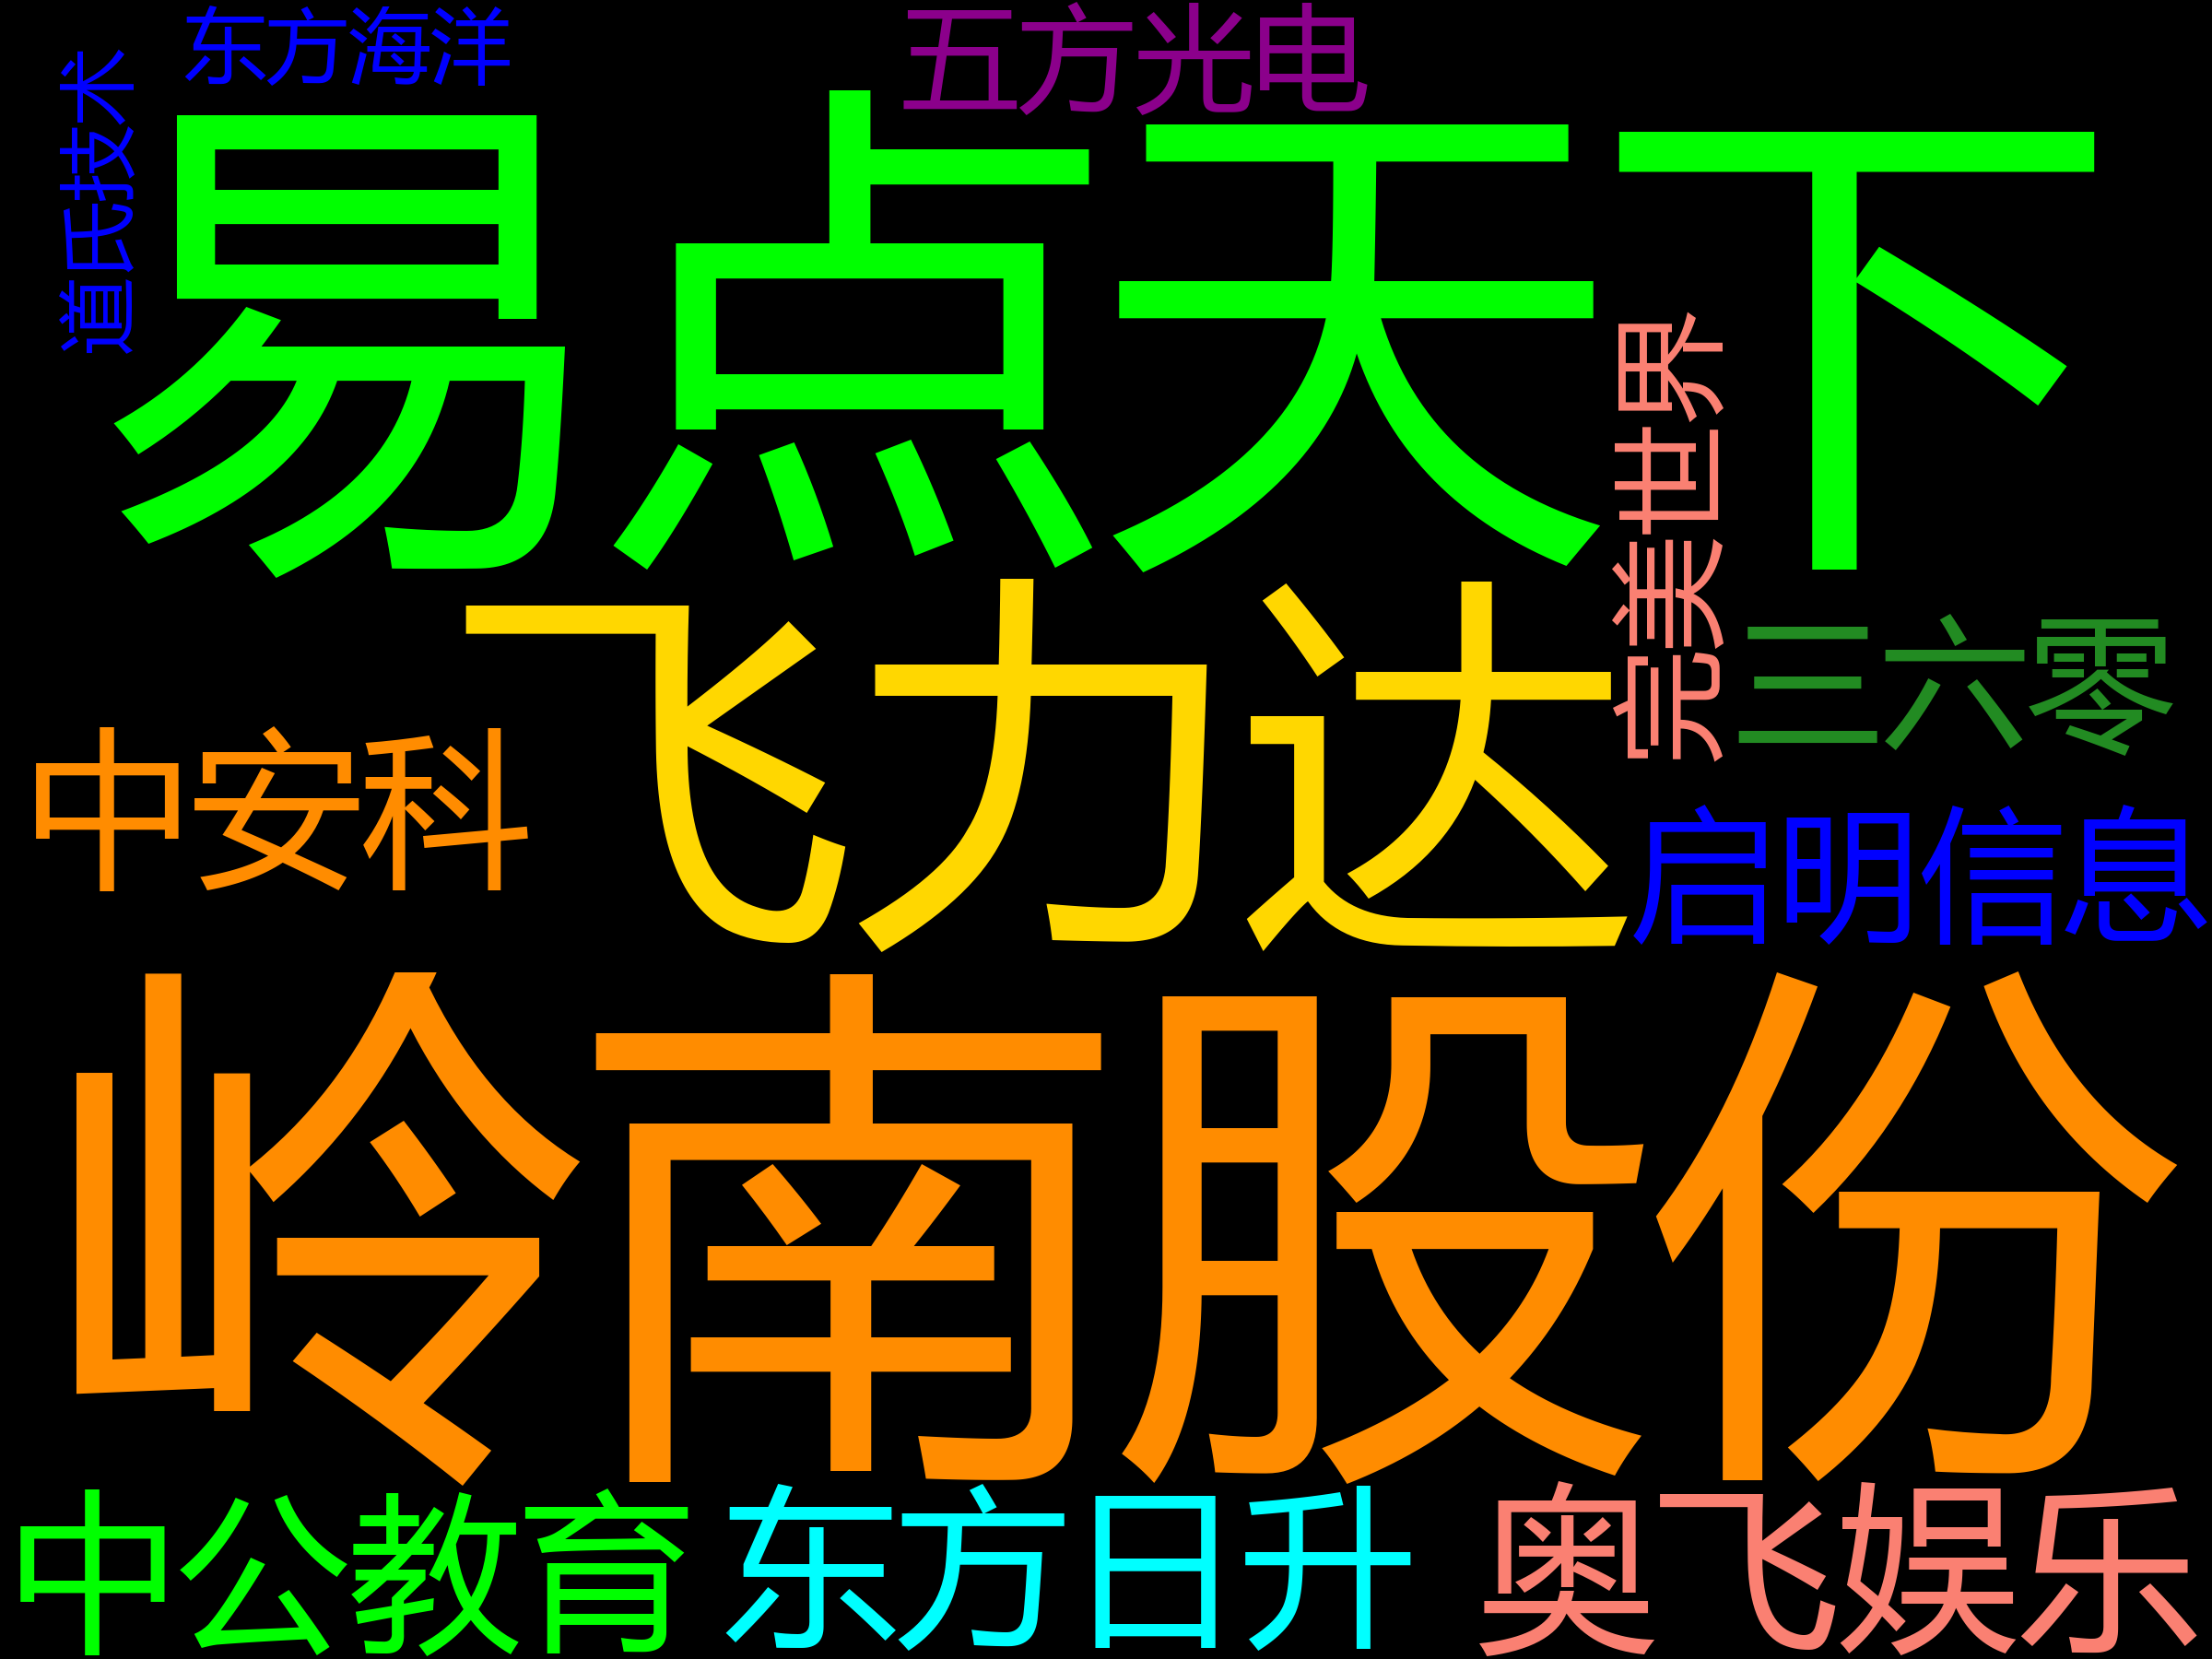 东方海洋
五方光电
道氏技术
易点天下
完美世界
三六零
飞力达
中安科
启明信息
岭南股份
中公教育
东方日升
奥飞娱乐